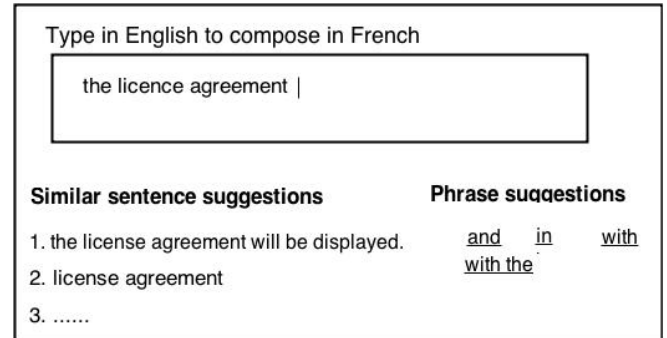 Type in English to compose in French
the licence agreement
Similar sentence suggestions
1. the license agreement will be displayed.
2. license agreement
3. ......
Phrase suggestions
and in with
with the